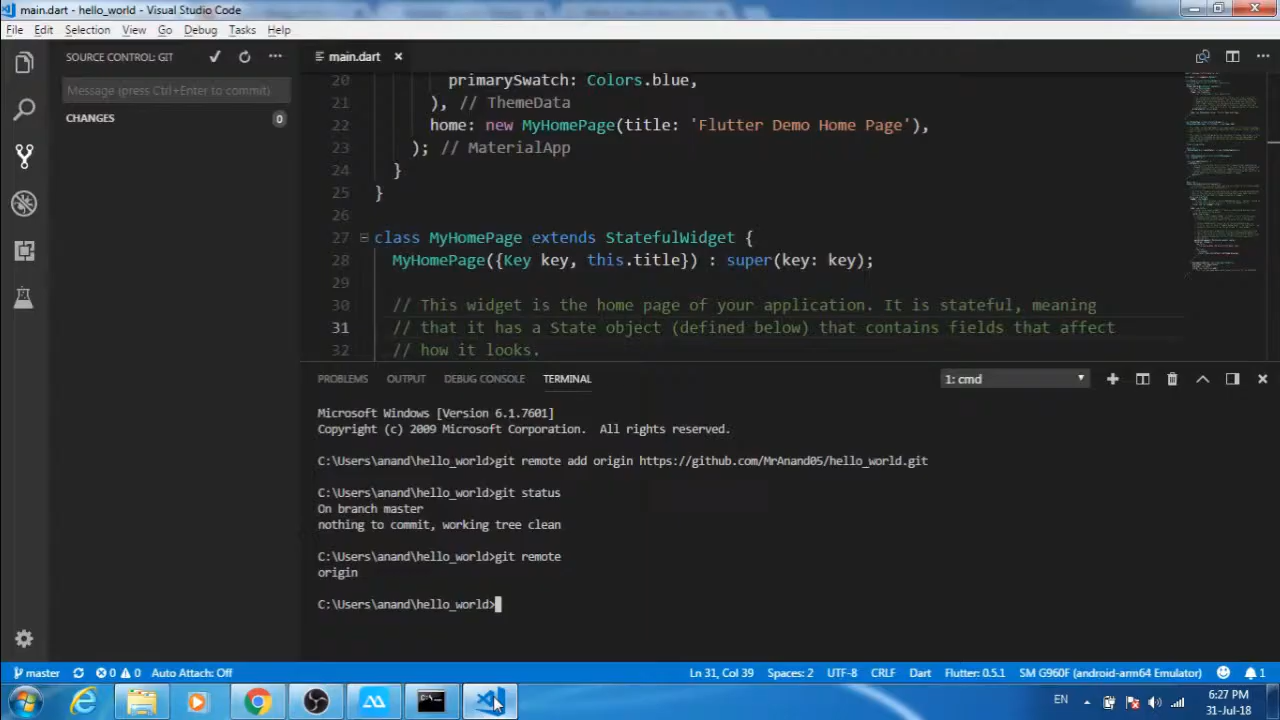 main.dart - hello_world - Visual Studio Code
File Edit Selection View Go Debug Tasks Help
SOURCE CONTROL: GIT
main.dart
Message (press Ctrl+Enter to commit)
CHANGES 0
20 primarySwatch: Colors.blue,
21 ), // ThemeData
22 home: new MyHomePage(title: 'Flutter Demo Home Page'),
23 ); // MaterialApp
24 }
25 }
26
27 class MyHomePage extends StatefulWidget {
28 MyHomePage({Key key, this.title}) : super(key: key);
29
30 // This widget is the home page of your application. It is stateful, meaning
31 // that it has a State object (defined below) that contains fields that affect
32 // how it looks.
PROBLEMS OUTPUT DEBUG CONSOLE TERMINAL 1: cmd
Microsoft Windows [Version 6.1.7601]
Copyright (c) 2009 Microsoft Corporation. All rights reserved.
C:\Users\anand\hello_world>git remote add origin https://github.com/MrAnand05/hello_world.git
C:\Users\anand\hello_world>git status
On branch master
nothing to commit, working tree clean
C:\Users\anand\hello_world>git remote
origin
C:\Users\anand\hello_world>
master 0 0 Auto Attach: Off Ln 31, Col 39 Spaces: 2 UTF-8 CRLF Dart Flutter: 0.5.1 SM G960F (android-arm64 Emulator) 1
EN 6:27 PM
31-Jul-18